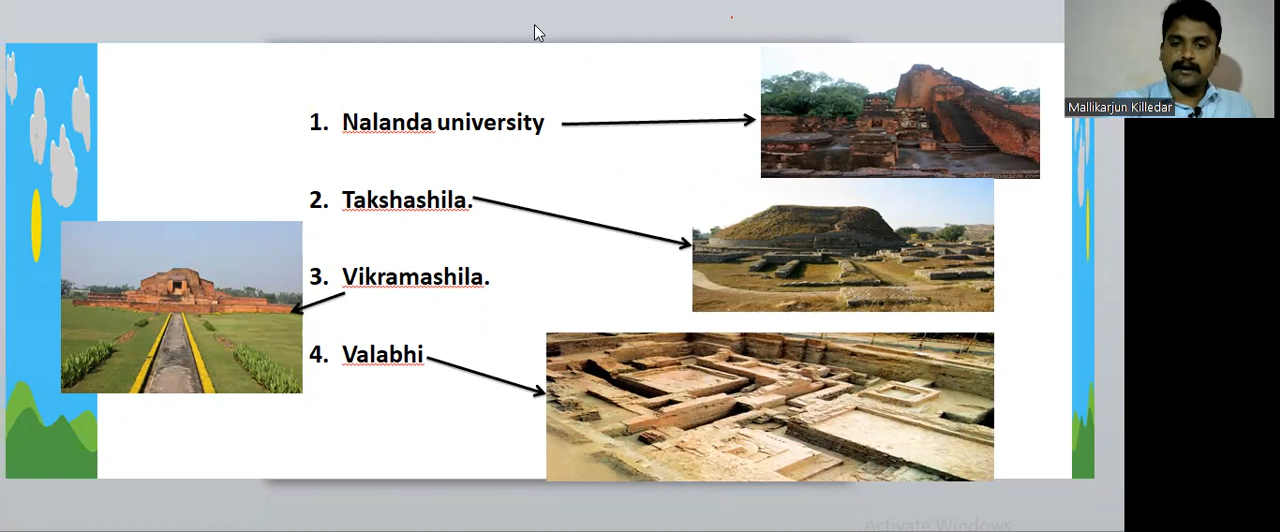 1. Nalanda university
2. Takshashila.
3. Vikramashila.
4. Valabhi
Mallikarjun Killedar
Activate Windows